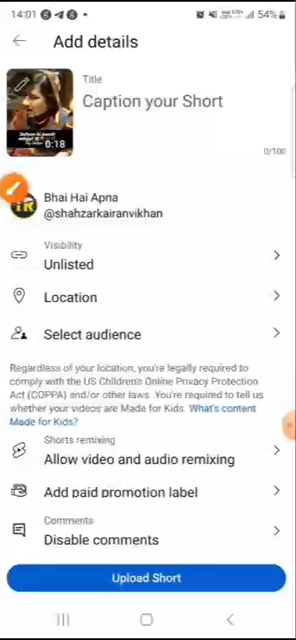 14:01
54%
Add details
0:18
Title
Caption your Short
0/100
Bhai Hai Apna
@shahzarkairanvikhan
Visibility
Unlisted
Location
Select audience
Regardless of your location, you're legally required to
comply with the US Children's Online Privacy Protection
Act (COPPA) and/or other laws. You're required to tell us
whether your videos are Made for Kids. What's content
Made for Kids?
Shorts remixing
Allow video and audio remixing
Add paid promotion label
Comments
Disable comments
Upload Short